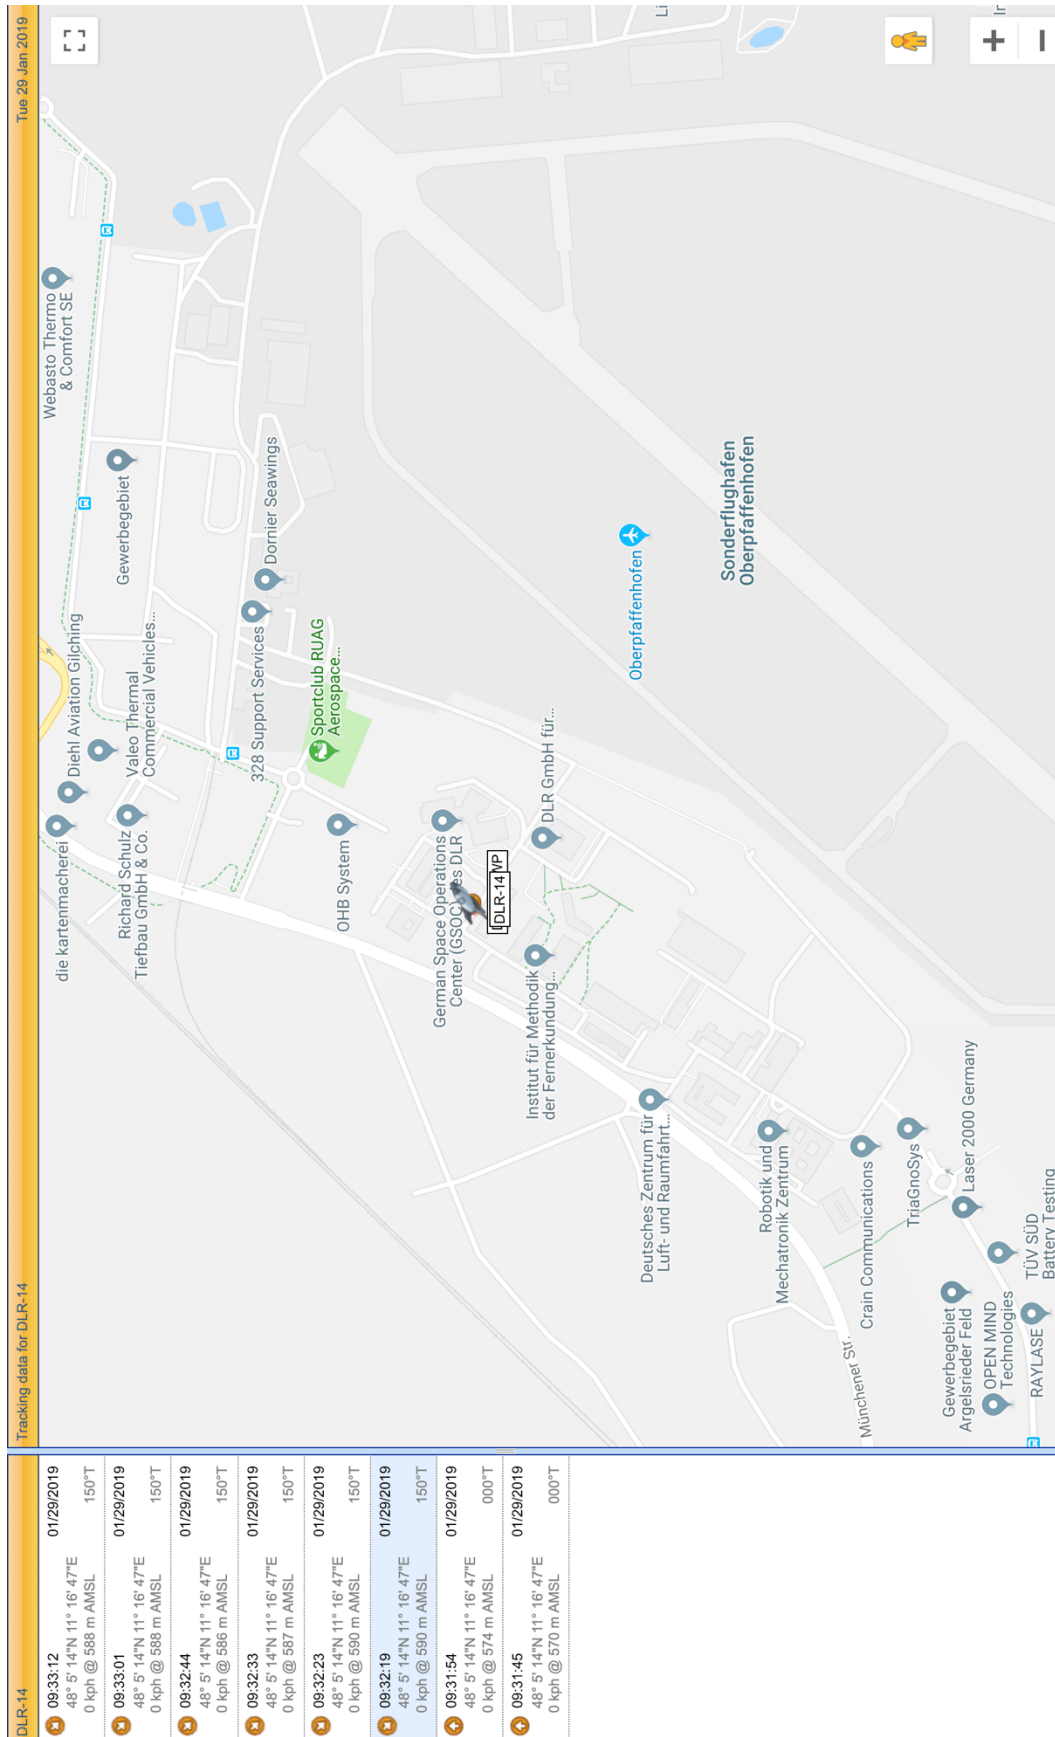 DLR-14
09:33:12 01/29/2019
48° 5' 14"N 11° 16' 47"E
0 kph @ 588 m AMSL 150°T
09:33:01 01/29/2019
48° 5' 14"N 11° 16' 47"E
0 kph @ 588 m AMSL 150°T
09:32:44 01/29/2019
48° 5' 14"N 11° 16' 47"E
0 kph @ 586 m AMSL 150°T
09:32:33 01/29/2019
48° 5' 14"N 11° 16' 47"E
0 kph @ 587 m AMSL 150°T
09:32:23 01/29/2019
48° 5' 14"N 11° 16' 47"E
0 kph @ 590 m AMSL 150°T
09:32:19 01/29/2019
48° 5' 14"N 11° 16' 47"E
0 kph @ 590 m AMSL 150°T
09:31:54 01/29/2019
48° 5' 14"N 11° 16' 47"E
0 kph @ 574 m AMSL 000°T
09:31:45 01/29/2019
48° 5' 14"N 11° 16' 47"E
0 kph @ 570 m AMSL 000°T
Tracking data for DLR-14 Tue 29 Jan 2019
Webasto Thermo
& Comfort SE
die kartenmacherei
Diehl Aviation Gilching
Gewerbegebiet
Richard Schulz
Tiefbau GmbH & Co.
Valeo Thermal
Commercial Vehicles...
328 Support Services
Dornier Seawings
Sportclub RUAG
Aerospace...
OHB System
German Space Operations
Center (GSOC) des DLR
DLR-14
Institut für Methodik
der Fernerkundung...
DLR GmbH für...
Oberpfaffenhofen
Sonderflughafen
Oberpfaffenhofen
Deutsches Zentrum für
Luft- und Raumfahrt...
Robotik und
Mechatronik Zentrum
Münchener Str.
Crain Communications
TriaGnoSys
Laser 2000 Germany
Gewerbegebiet
Argelsrieder Feld
OPEN MIND
Technologies
TÜV SÜD
Battery Testing
RAYLASE